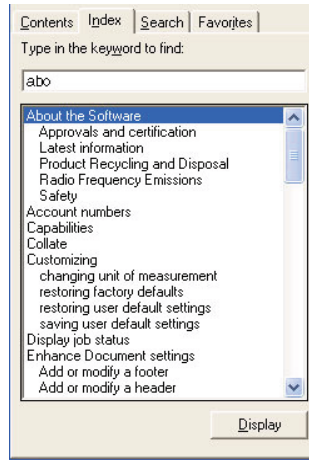 Contents Index Search Favorites
Type in the keyword to find:
abo
About the Software
Approvals and certification
Latest information
Product Recycling and Disposal
Radio Frequency Emissions
Safety
Account numbers
Capabilities
Collate
Customizing
changing unit of measurement
restoring factory defaults
restoring user default settings
saving user default settings
Display job status
Enhance Document settings
Add or modify a footer
Add or modify a header
Display